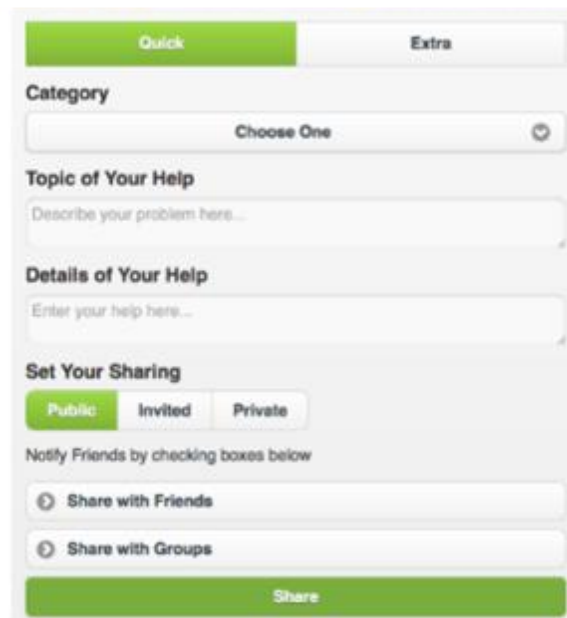 Quick Extra
Category
Choose One
Topic of Your Help
Describe your problem here...
Details of Your Help
Enter your help here...
Set Your Sharing
Public Invited Private
Notify Friends by checking boxes below
Share with Friends
Share with Groups
Share